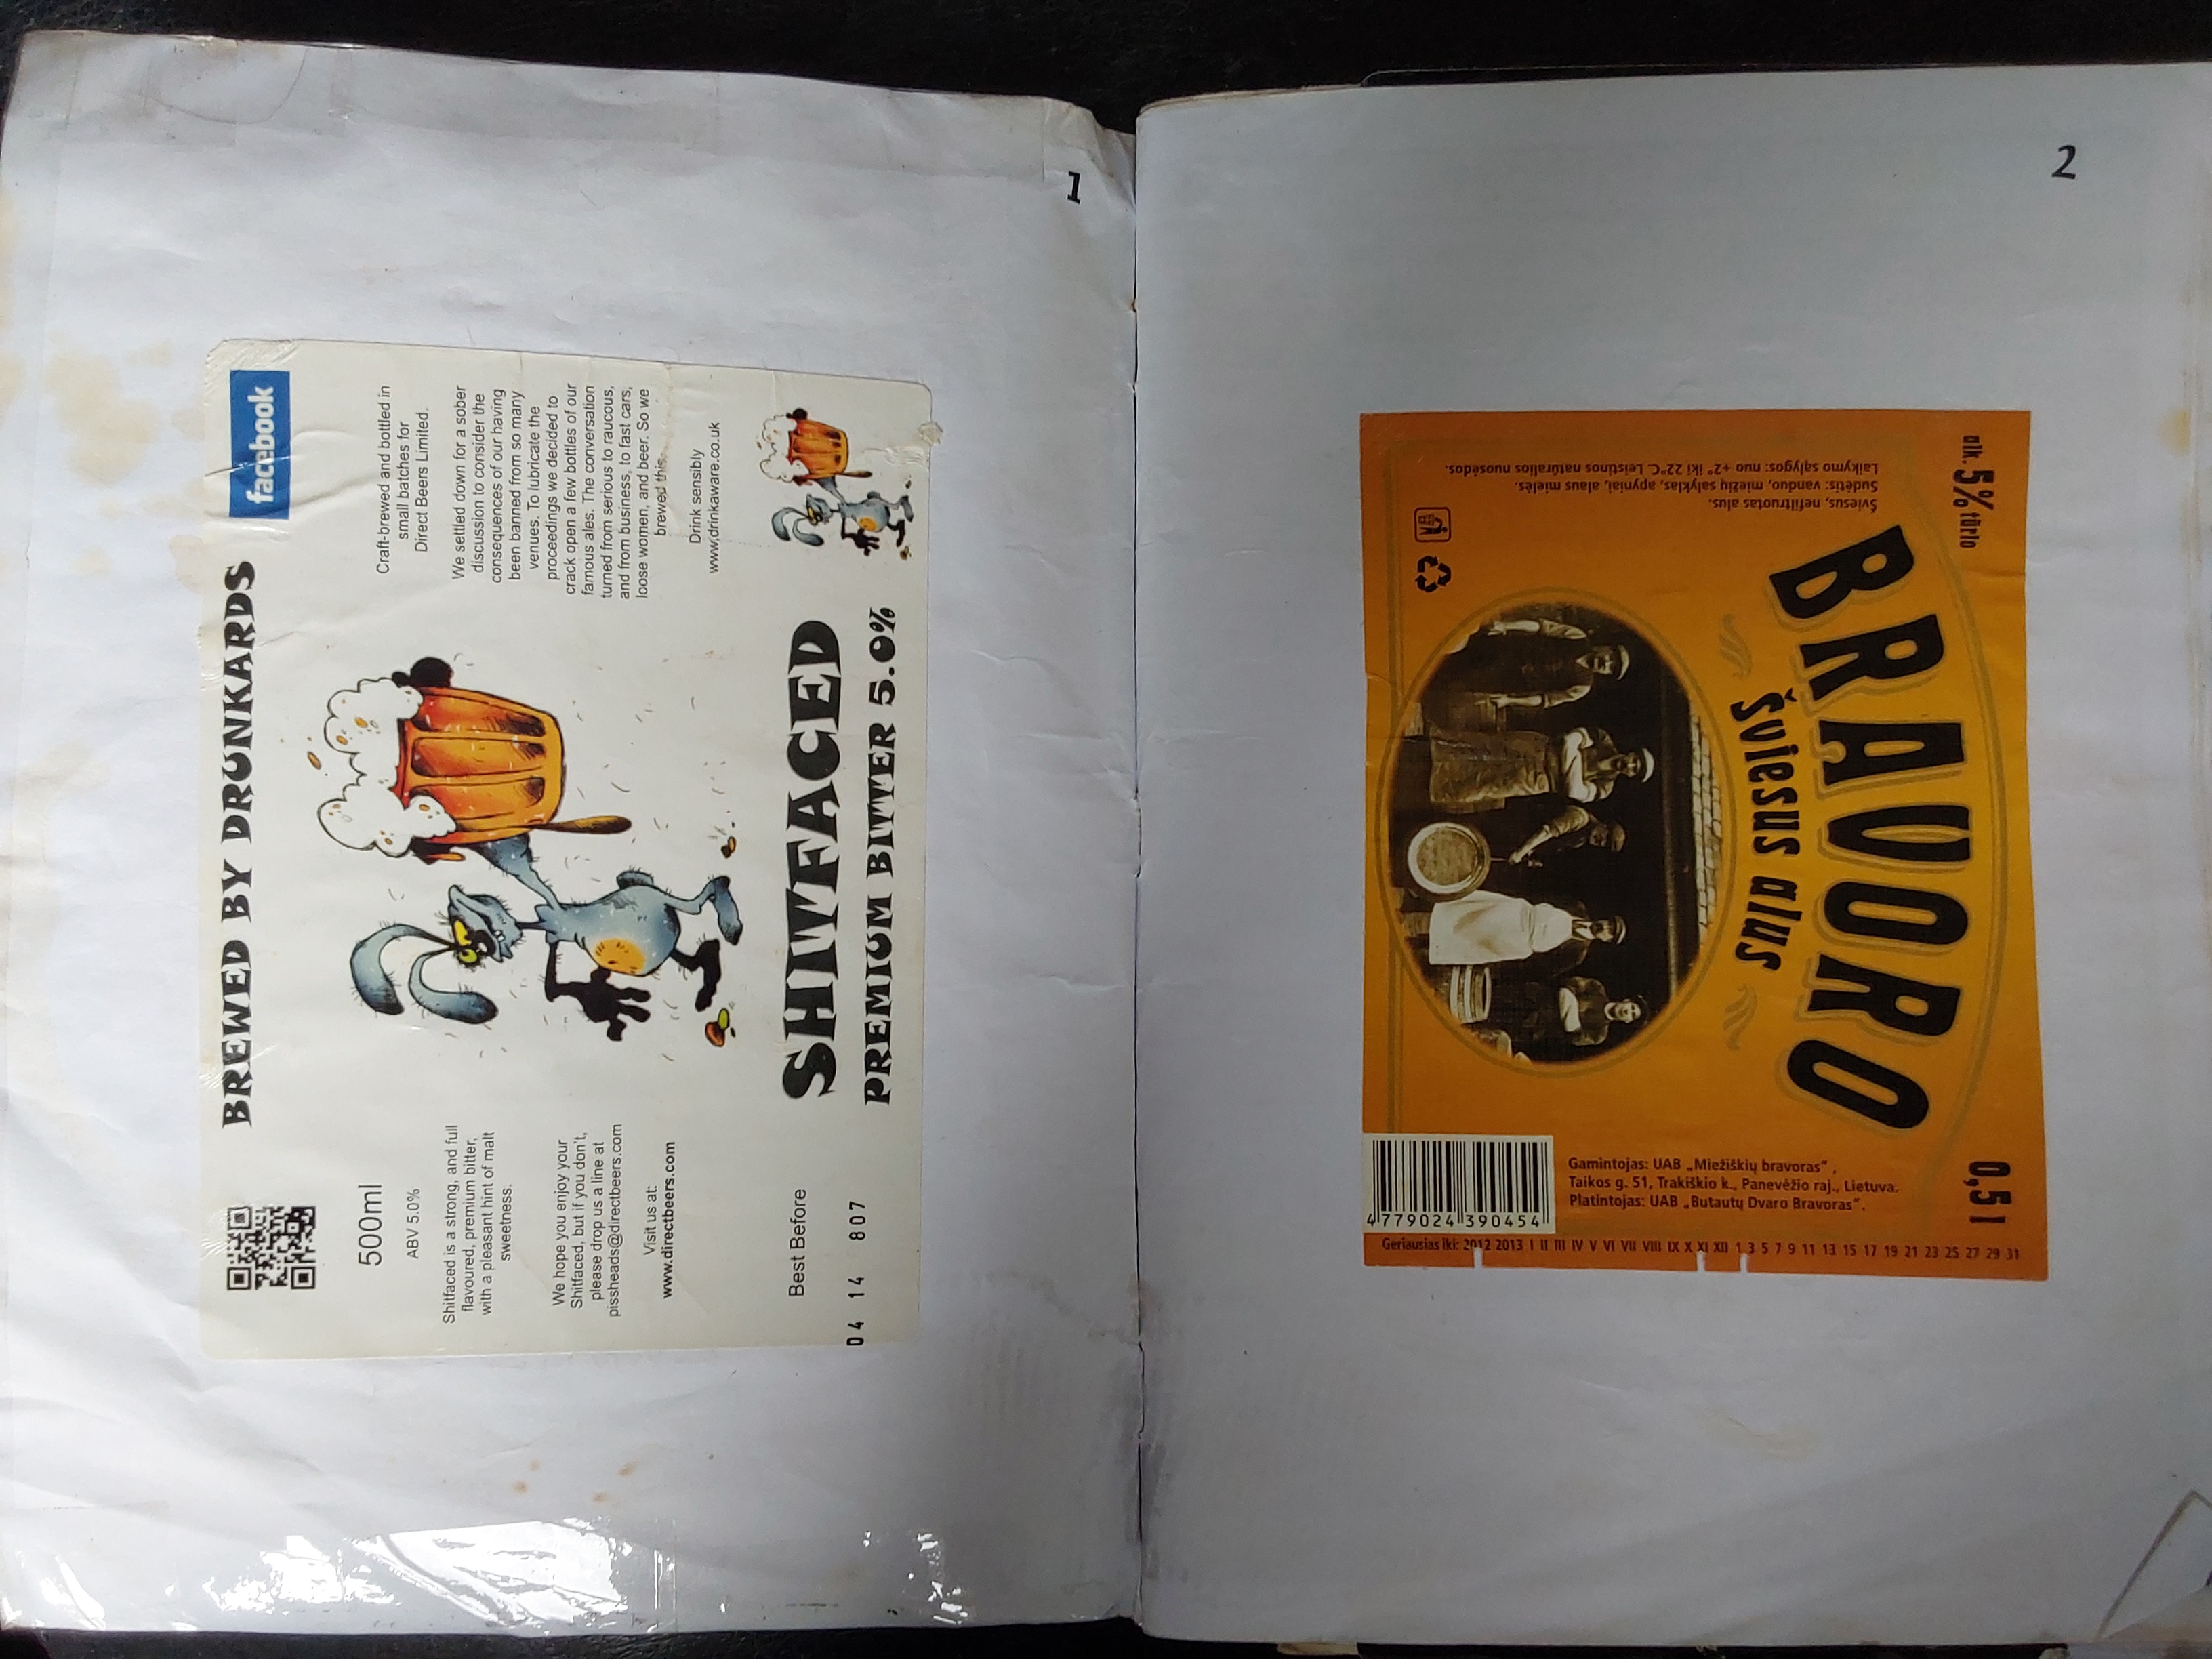 1
BREWED BY DRUNKARDS
facebook
500ml
ABV 5.0%
Shitfaced is a strong, and full
flavoured, premium bitter,
with a pleasant hint of malt
sweetness.
We hope you enjoy your
Shitfaced, but if you don't,
please drop us a line at
pissheads@directbeers.com
Visit us at:
www.directbeers.com
Best Before
04 14 807
SHITFACED
PREMIUM BITTER 5.0%
Craft-brewed and bottled in
small batches for
Direct Beers Limited.
We settled down for a sober
discussion to consider the
consequences of our having
been banned from so many
venues. To lubricate the
proceedings we decided to
crack open a few bottles of our
famous ales. The conversation
turned from serious to raucous,
and from business, to fast cars,
loose women, and beer. So we
brewed this.
Drink sensibly
www.drinkaware.co.uk
2
BRAVORO
šviesus alus
alk. 5% tūrio
0,5 l
Šviesus, nefiltruotas alus.
Sudėtis: vanduo, miežių salyklas, apyniai, alaus mielės.
Laikymo sąlygos: nuo +2° iki 22°C. Leistinos natūralios nuosėdos.
4779024390454
Gamintojas: UAB „Miežiškių bravoras",
Taikos g. 51, Trakiškio k., Panevėžio raj., Lietuva.
Platintojas: UAB „Butautų Dvaro Bravoras".
Geriausias iki: 2012 2013 I II III IV V VI VII VIII IX X XI XII 1 3 5 7 9 11 13 15 17 19 21 23 25 27 29 31